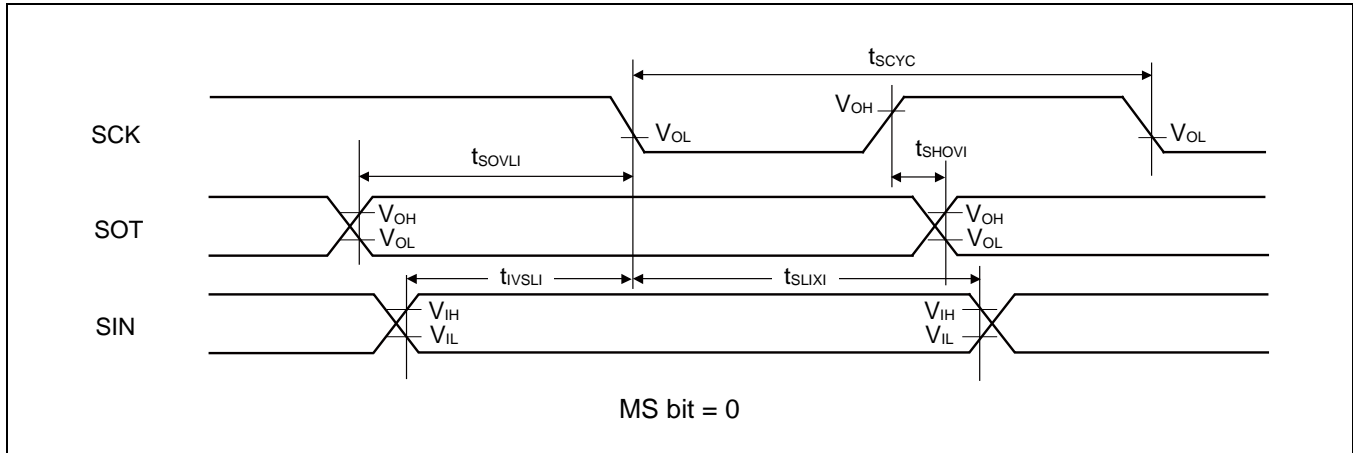 tSCYC
SCK
VOH
VOL
VOL
tSOVLI
tSHOVI
SOT
VOH
VOH
VOL
VOL
tIVSLI
tSLIXI
SIN
VIH
VIH
VIL
VIL
MS bit = 0